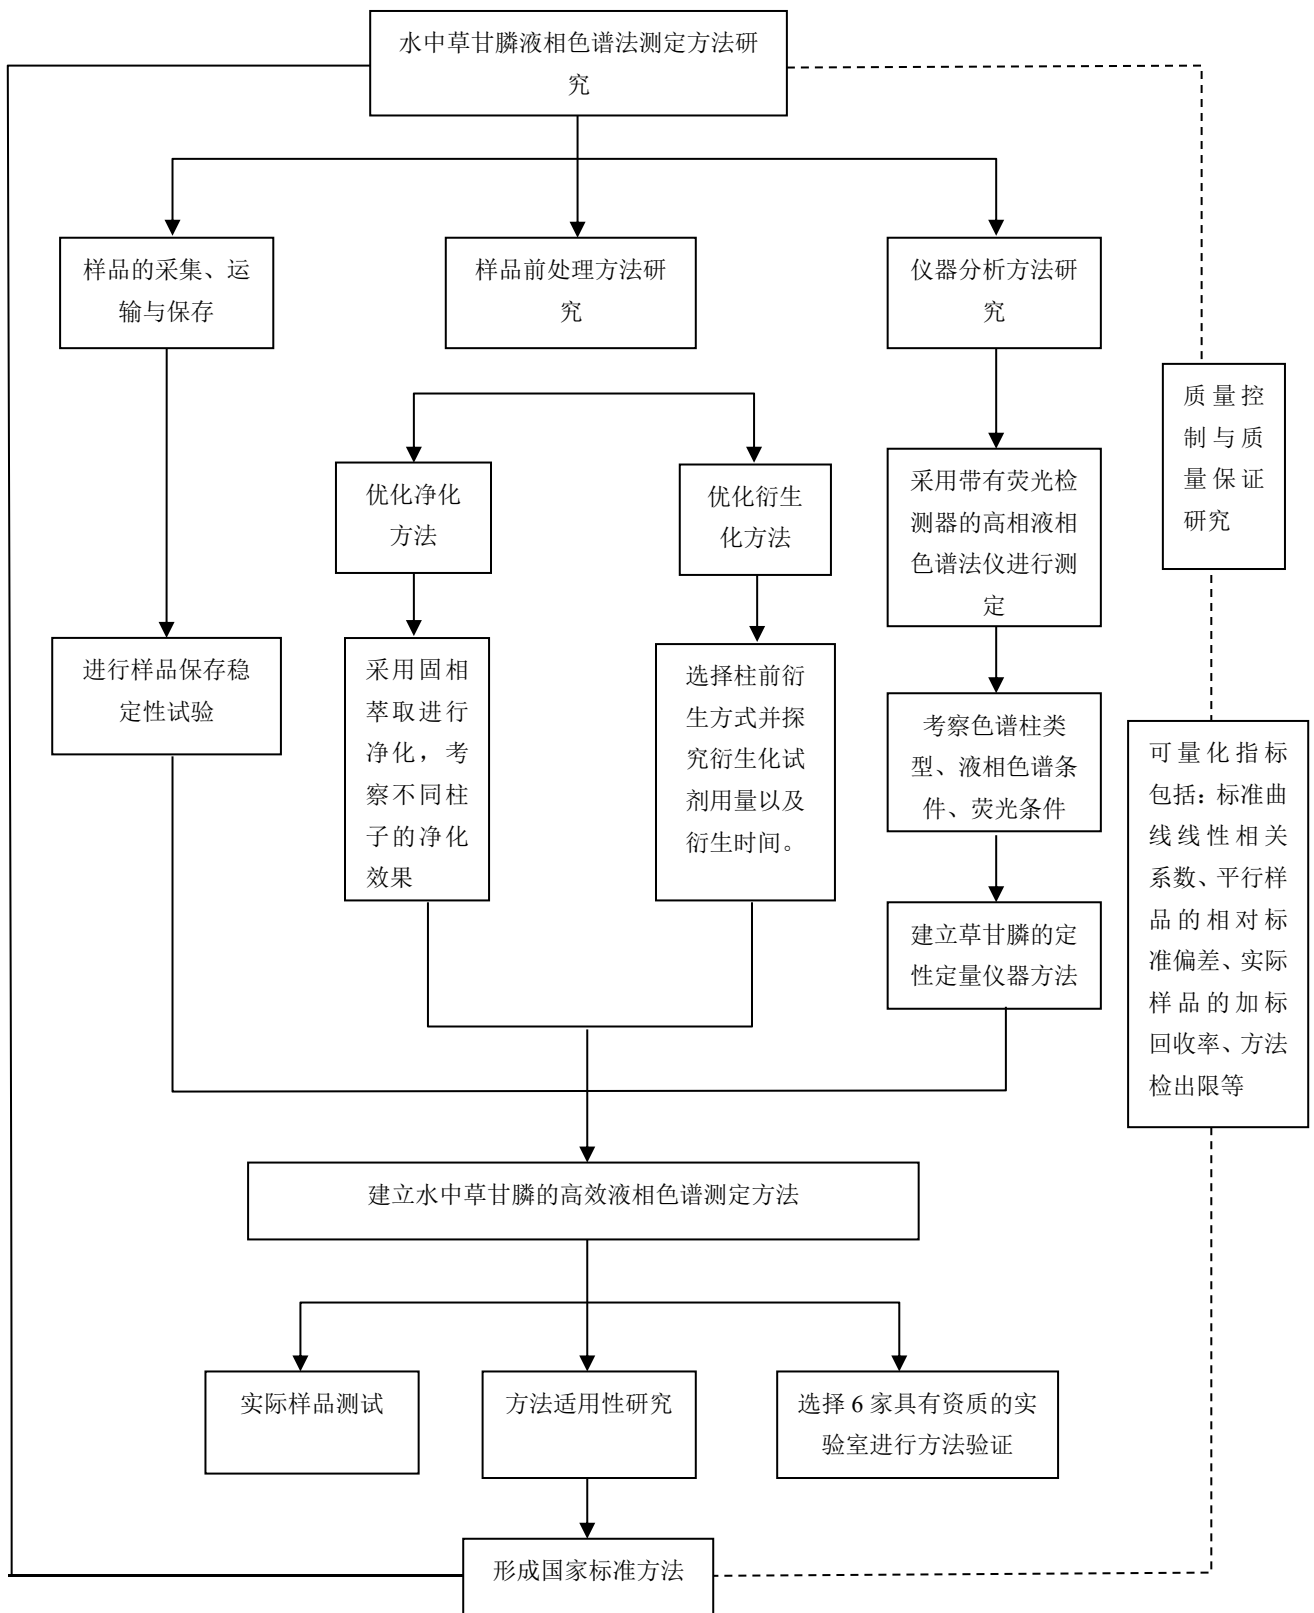 水中草甘膦液相色谱法测定方法研
究
样品的采集、运
输与保存
样品前处理方法研
究
仪器分析方法研
究
质量控
制与质
量保证
研究
优化净化
方法
优化衍生
化方法
采用带有荧光检
测器的高相液相
色谱法仪进行测
定
进行样品保存稳
定性试验
采用固相
萃取进行
净化，考
察不同柱
子的净化
效果
选择柱前衍
生方式并探
究衍生化试
剂用量以及
衍生时间。
考察色谱柱类
型、液相色谱条
件、荧光条件
可量化指标
包括：标准曲
线线性相关
系数、平行样
品的相对标
准偏差、实际
样品的加标
回收率、方法
检出限等
建立草甘膦的定
性定量仪器方法
建立水中草甘膦的高效液相色谱测定方法
实际样品测试
方法适用性研究
选择 6 家具有资质的实
验室进行方法验证
形成国家标准方法